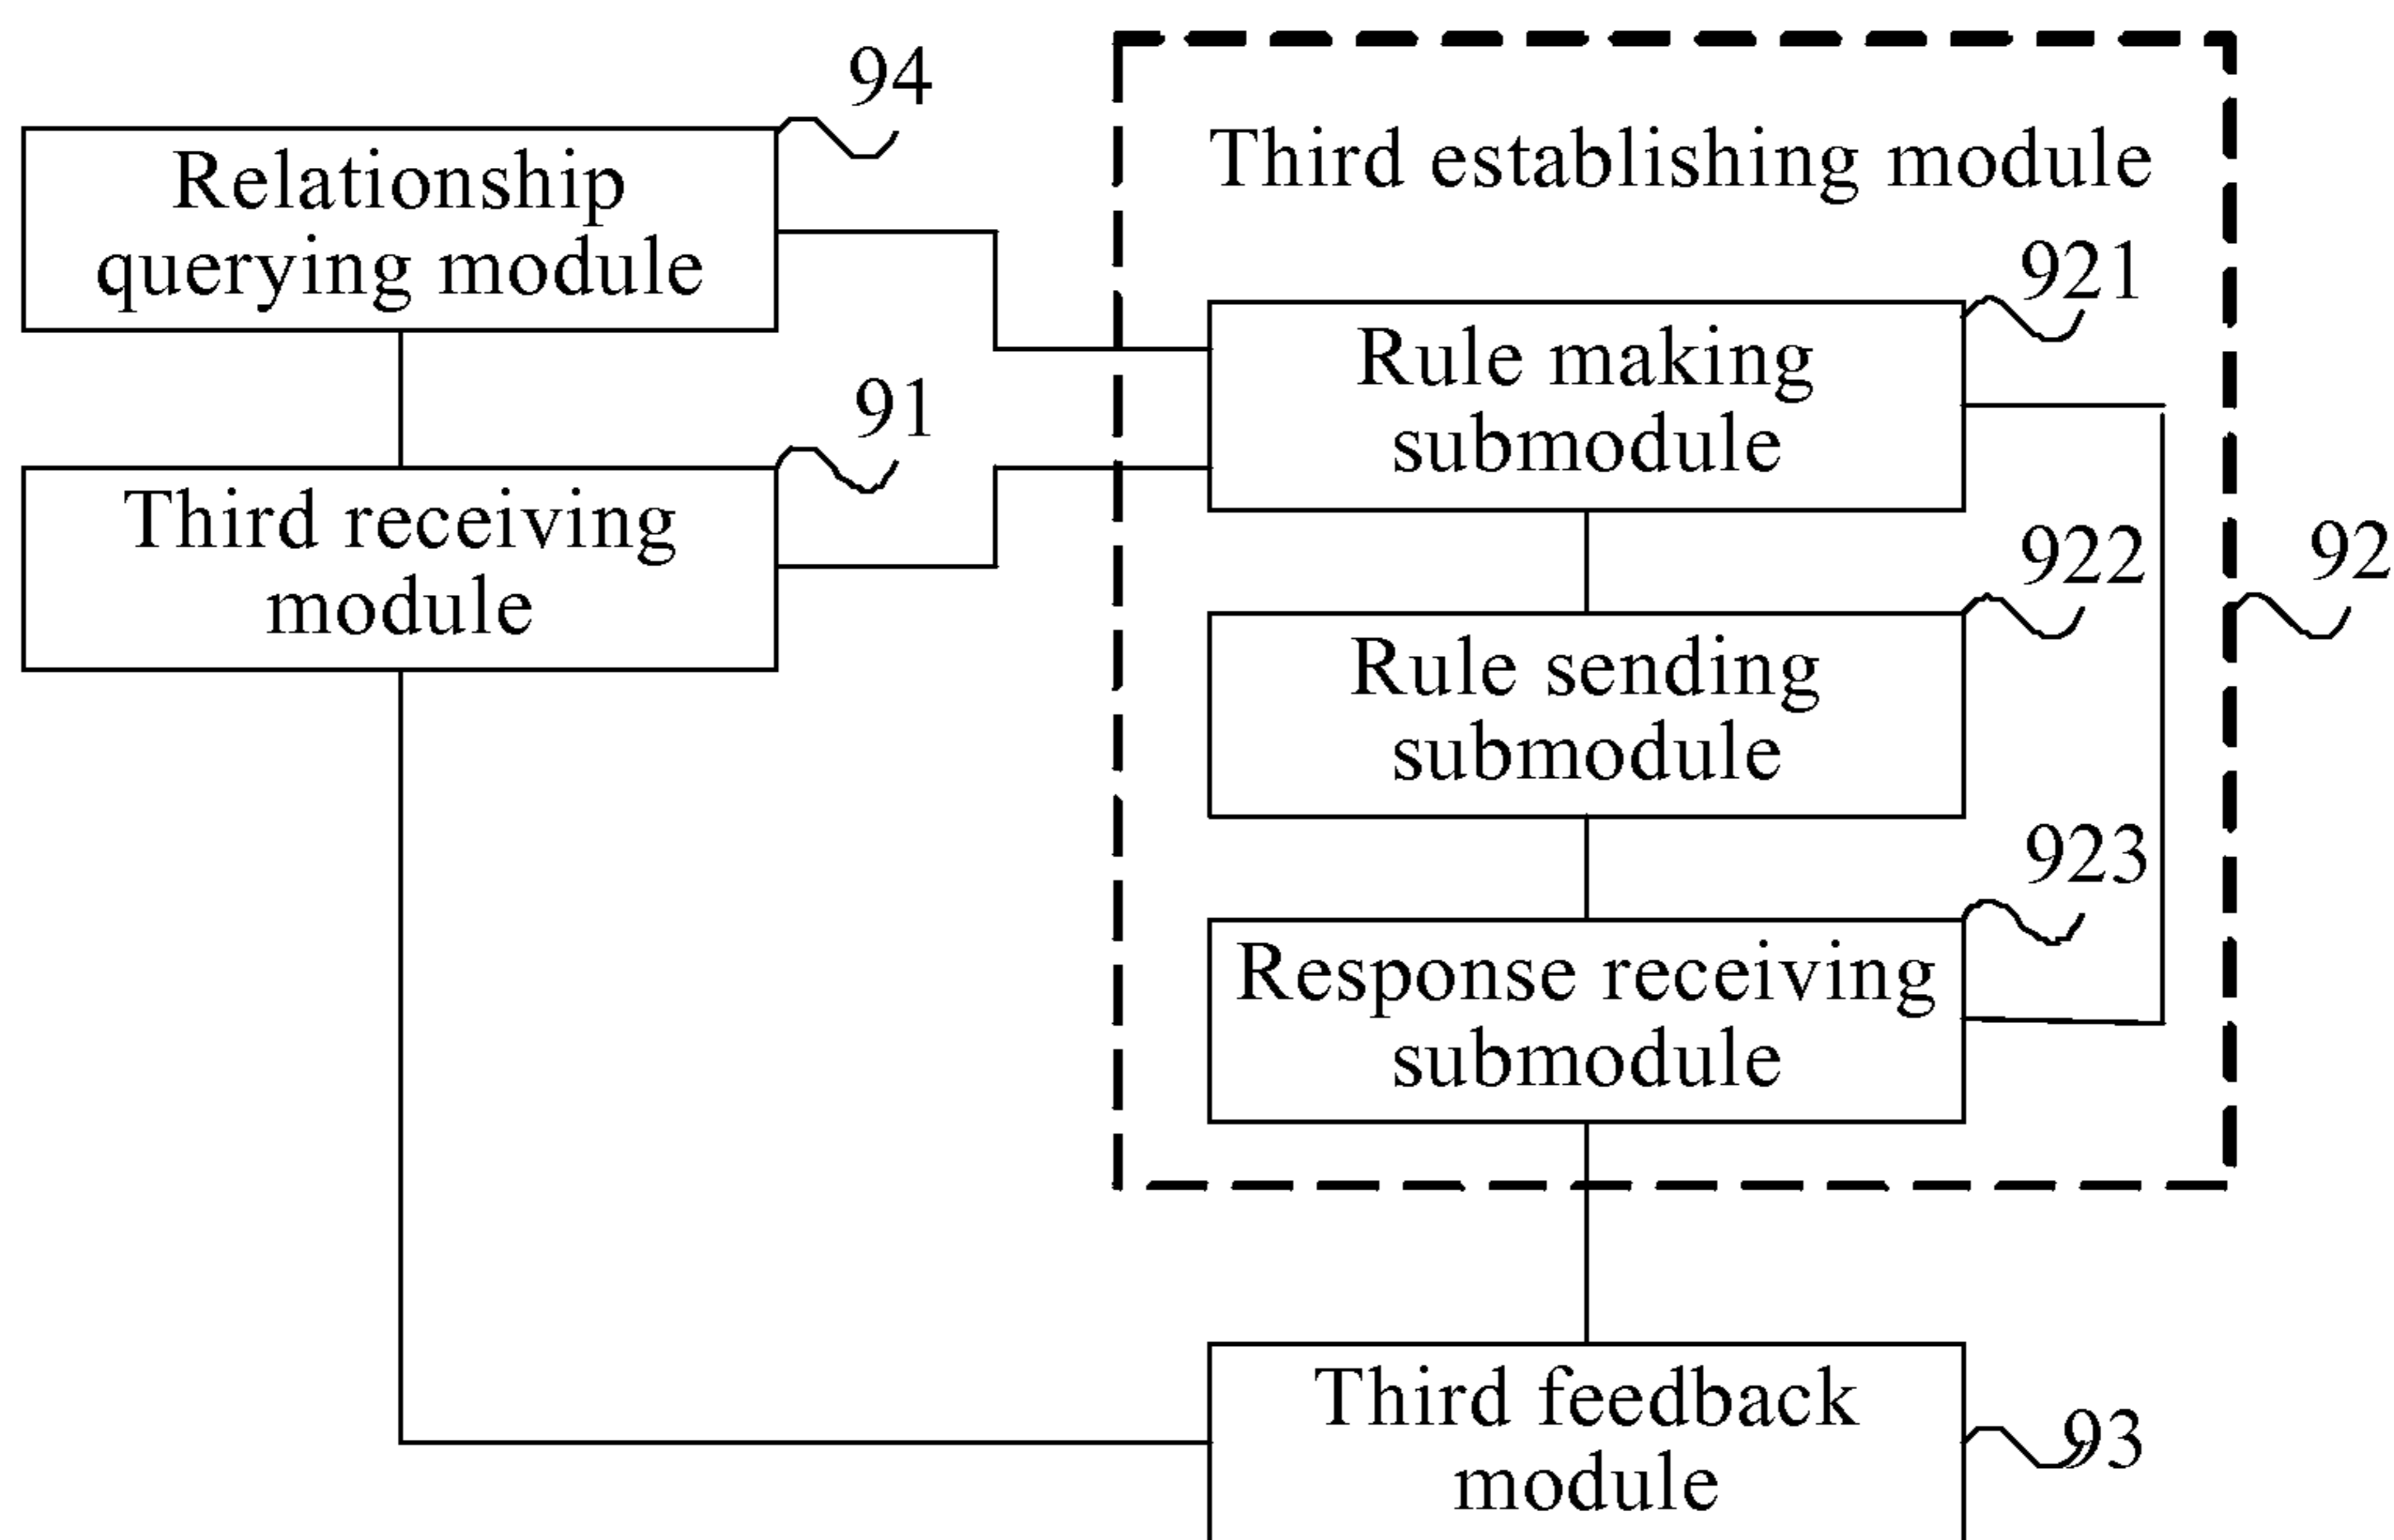 94
Relationship
querying module
91
Third receiving
module
Third establishing module
921
Rule making
submodule
922
Rule sending
submodule
92
923
Response receiving
submodule
Third feedback
module
93